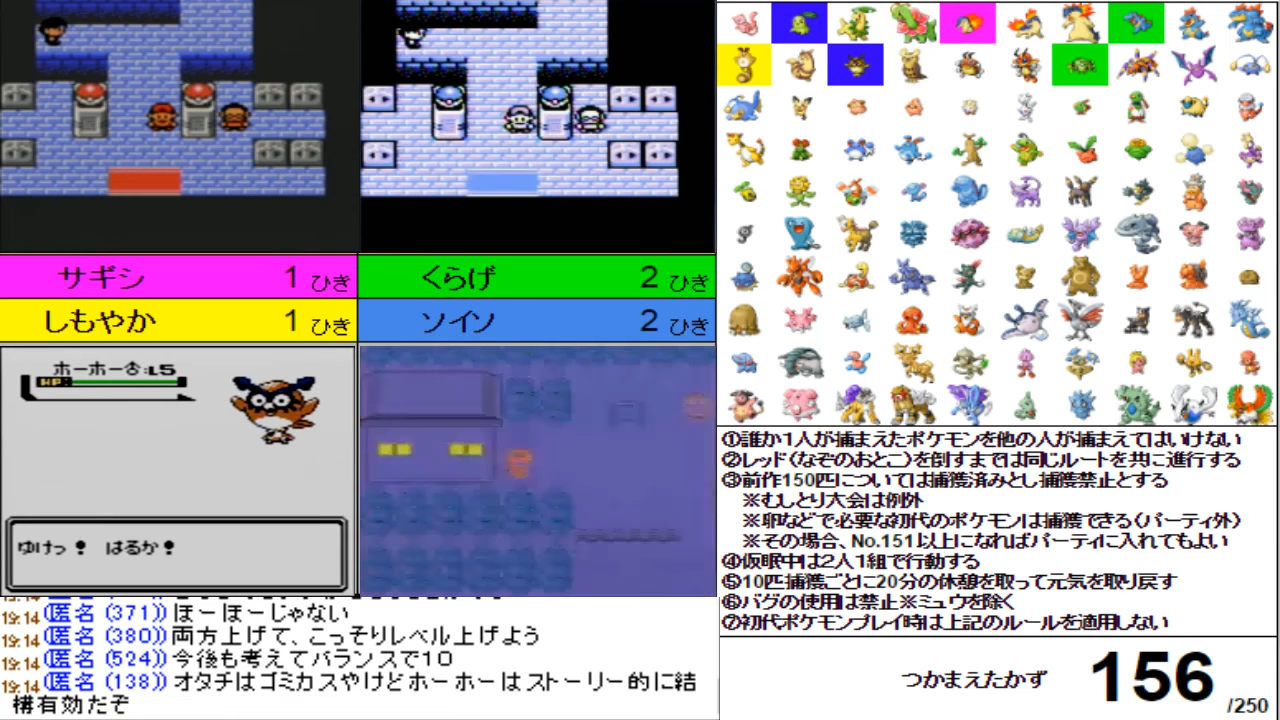 サギシ 1 ひき
くらげ 2 ひき
しもやか 1 ひき
ソイソ 2 ひき
ホーホー♂:L5
HP:
ゆけっ! はるか!
19:14 (匿名 (371)) ほーほーじゃない
19:14 (匿名 (380)) 両方上げて、こっそりレベル上げよう
19:14 (匿名 (524)) 今後も考えてバランスで10
19:14 (匿名 (138)) オタチはゴミカスやけどホーホーはストーリー的に結
構有効だぞ
①誰か1人が捕まえたポケモンを他の人が捕まえてはいけない
②レッド(なぞのおとこ)を倒すまでは同じルートを共に進行する
③前作150匹については捕獲済みとし捕獲禁止とする
※むしとり大会は例外
※卵などで必要な初代のポケモンは捕獲できる(パーティ外)
※その場合、No.151以上になればパーティに入れてもよい
④仮眠中は2人1組で行動する
⑤10匹捕獲ごとに20分の休憩を取って元気を取り戻す
⑥バグの使用は禁止※ミュウを除く
⑦初代ポケモンプレイ時は上記のルールを適用しない
つかまえたかず 156 /250